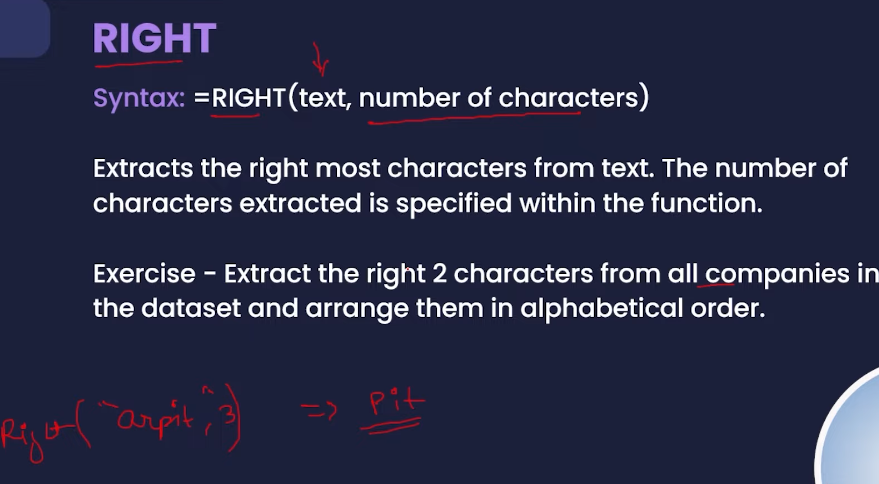 RIGHT
Syntax: =RIGHT(text, number of characters)
Extracts the right most characters from text. The number of
characters extracted is specified within the function.
Exercise - Extract the right 2 characters from all companies in
the dataset and arrange them in alphabetical order.
Right("arpit", 3) => pit